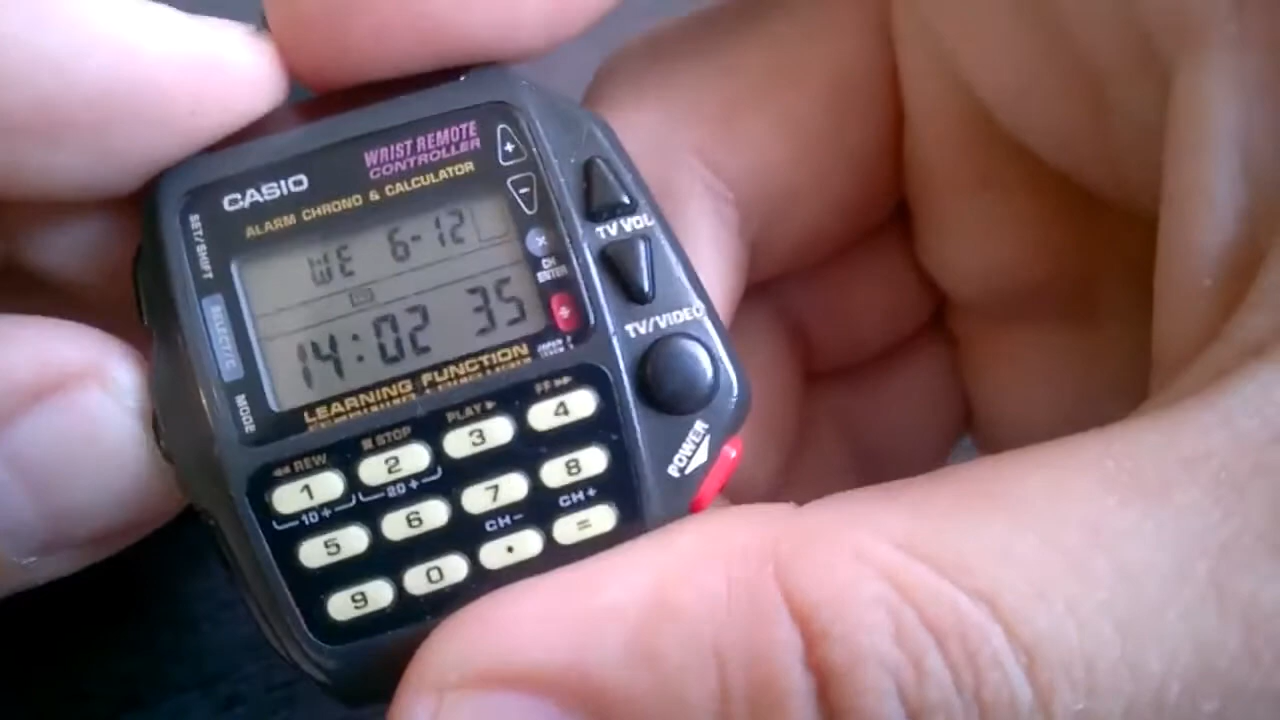 WRIST REMOTE
CONTROLLER
CASIO
ALARM CHRONO & CALCULATOR
+
−
SET/SHIFT
WE 6-12
×
CH
ENTER
SELECT/C
14:02 35
÷
MODE
LEARNING FUNCTION
TV VOL
TV/VIDEO
POWER
◀◀ REW
■ STOP
PLAY ▶
FF ▶▶
1 2 3 4
10+ 20+
5 6 7 8
CH− CH+
9 0 · =